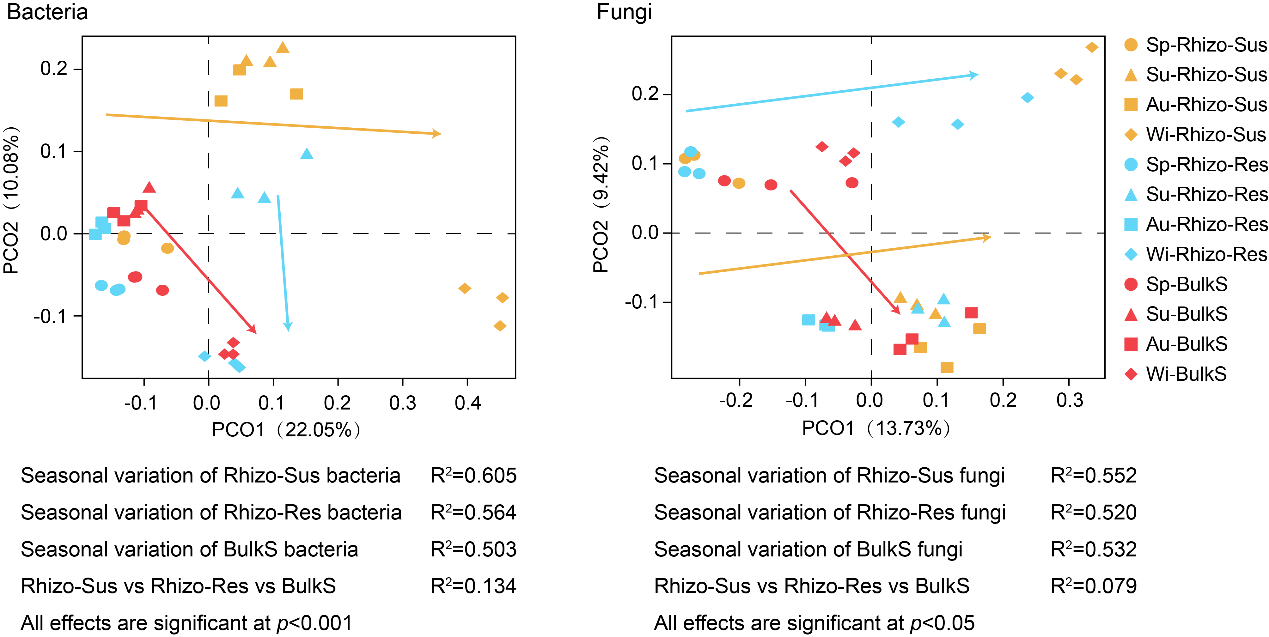 Bacteria
Fungi
0.2
0.1
0.0
-0.1
PCO2 (10.08%)
-0.1
0.0
0.1
0.2
0.3
0.4
PCO1 (22.05%)
0.2
0.1
0.0
-0.1
PCO2 (9.42%)
-0.2
-0.1
0.0
0.1
0.2
0.3
PCO1 (13.73%)
Sp-Rhizo-Sus
Su-Rhizo-Sus
Au-Rhizo-Sus
Wi-Rhizo-Sus
Sp-Rhizo-Res
Su-Rhizo-Res
Au-Rhizo-Res
Wi-Rhizo-Res
Sp-BulkS
Su-BulkS
Au-BulkS
Wi-BulkS
Seasonal variation of Rhizo-Sus bacteria R²=0.605
Seasonal variation of Rhizo-Res bacteria R²=0.564
Seasonal variation of BulkS bacteria R²=0.503
Rhizo-Sus vs Rhizo-Res vs BulkS R²=0.134
All effects are significant at p<0.001
Seasonal variation of Rhizo-Sus fungi R²=0.552
Seasonal variation of Rhizo-Res fungi R²=0.520
Seasonal variation of BulkS fungi R²=0.532
Rhizo-Sus vs Rhizo-Res vs BulkS R²=0.079
All effects are significant at p<0.05